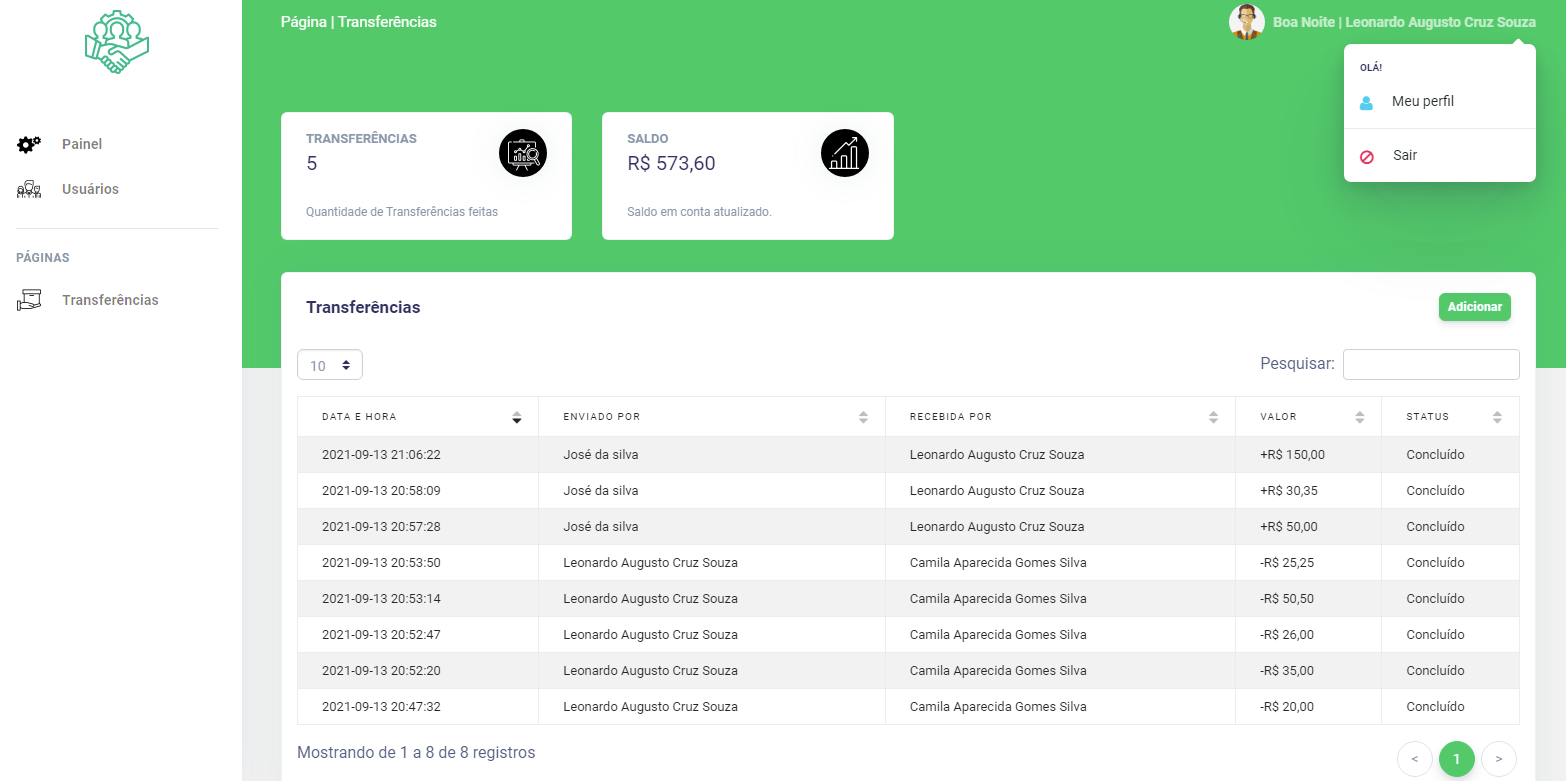 Página | Transferências
Boa Noite | Leonardo Augusto Cruz Souza
OLÁ!
Meu perfil
Sair
Painel
Usuários
PÁGINAS
Transferências
TRANSFERÊNCIAS
5
Quantidade de Transferências feitas
SALDO
R$ 573,60
Saldo em conta atualizado.
Transferências
Adicionar
10
Pesquisar:
DATA E HORA ENVIADO POR RECEBIDA POR VALOR STATUS
2021-09-13 21:06:22 José da silva Leonardo Augusto Cruz Souza +R$ 150,00 Concluído
2021-09-13 20:58:09 José da silva Leonardo Augusto Cruz Souza +R$ 30,35 Concluído
2021-09-13 20:57:28 José da silva Leonardo Augusto Cruz Souza +R$ 50,00 Concluído
2021-09-13 20:53:50 Leonardo Augusto Cruz Souza Camila Aparecida Gomes Silva -R$ 25,25 Concluído
2021-09-13 20:53:14 Leonardo Augusto Cruz Souza Camila Aparecida Gomes Silva -R$ 50,50 Concluído
2021-09-13 20:52:47 Leonardo Augusto Cruz Souza Camila Aparecida Gomes Silva -R$ 26,00 Concluído
2021-09-13 20:52:20 Leonardo Augusto Cruz Souza Camila Aparecida Gomes Silva -R$ 35,00 Concluído
2021-09-13 20:47:32 Leonardo Augusto Cruz Souza Camila Aparecida Gomes Silva -R$ 20,00 Concluído
Mostrando de 1 a 8 de 8 registros
< 1 >